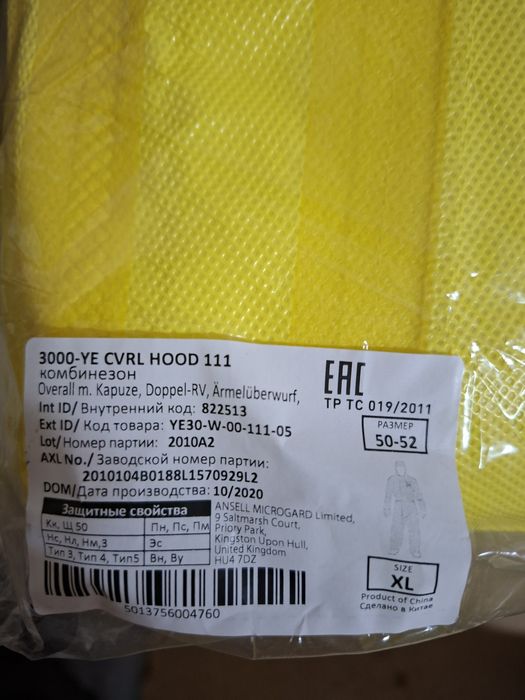 3000-YE CVRL HOOD 111
комбинезон
Overall m. Kapuze, Doppel-RV, Ärmelüberwurf,
Int ID/ Внутренний код: 822513
Ext ID/ Код товара: YE30-W-00-111-05
Lot/ Номер партии: 2010A2
AXL No./ Заводской номер партии:
2010104B0188L1570929L2
DOM/Дата производства: 10/2020
EAC
ТР ТС 019/2011
РАЗМЕР
50-52
Защитные свойства
Кк, Щ 50 Пн, Пс, Пм
Нс, Нл, Нм,3 Эс
Тип 3, Тип 4, Тип5 Вн, Ву
ANSELL MICROGARD Limited,
9 Saltmarsh Court,
Priory Park,
Kingston Upon Hull,
United Kingdom
HU4 7DZ
5013756004760
SIZE
XL
Product of China
Сделано в Китае